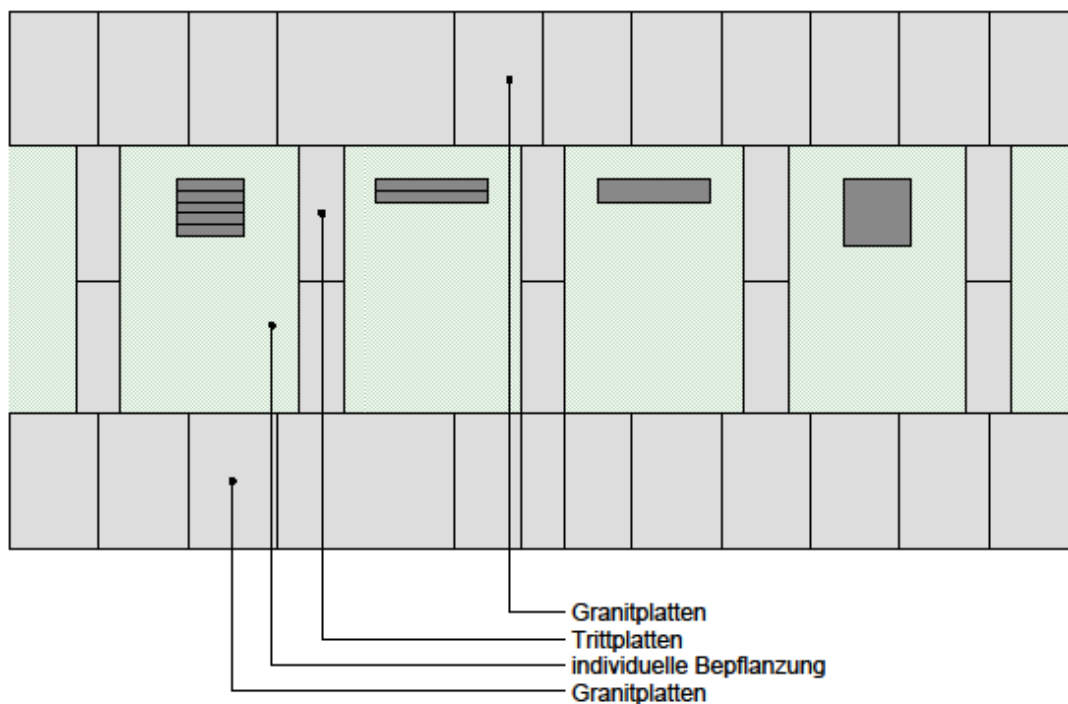 Granitplatten
Trittplatten
individuelle Bepflanzung
Granitplatten